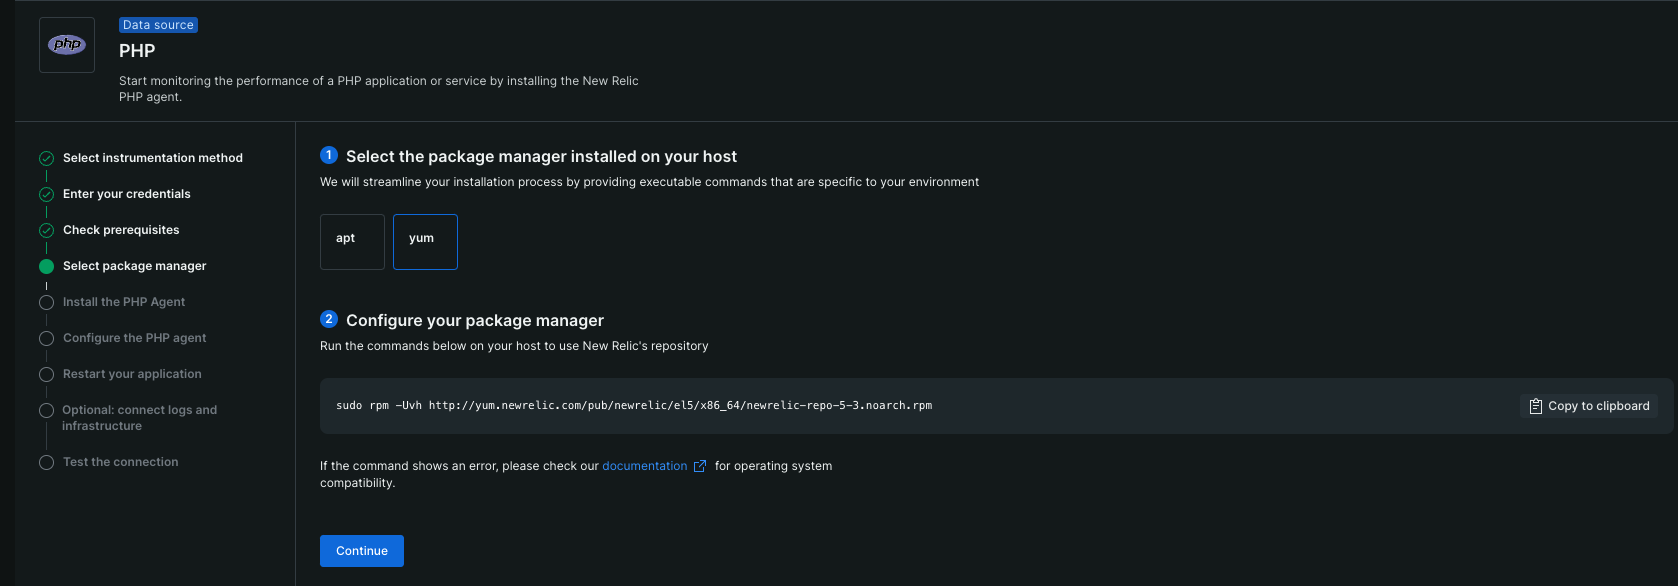 php
Data source
PHP
Start monitoring the performance of a PHP application or service by installing the New Relic
PHP agent.
Select instrumentation method
Enter your credentials
Check prerequisites
Select package manager
Install the PHP Agent
Configure the PHP agent
Restart your application
Optional: connect logs and
infrastructure
Test the connection
1 Select the package manager installed on your host
We will streamline your installation process by providing executable commands that are specific to your environment
apt yum
2 Configure your package manager
Run the commands below on your host to use New Relic's repository
sudo rpm -Uvh http://yum.newrelic.com/pub/newrelic/el5/x86_64/newrelic-repo-5-3.noarch.rpm
Copy to clipboard
If the command shows an error, please check our documentation for operating system
compatibility.
Continue